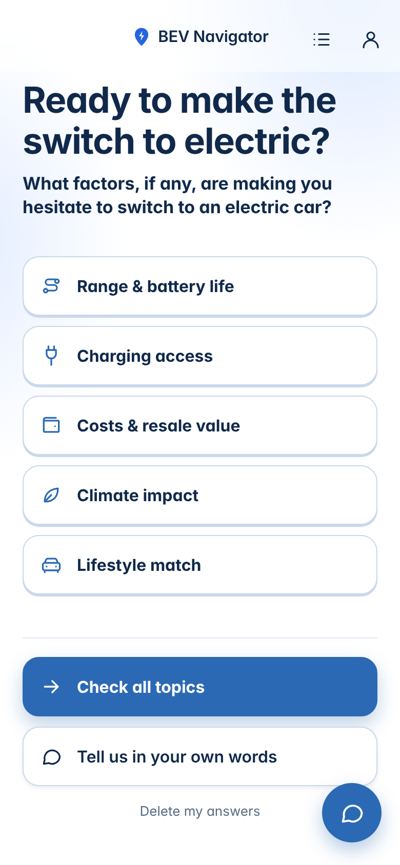 BEV Navigator
Ready to make the
switch to electric?
What factors, if any, are making you
hesitate to switch to an electric car?
Range & battery life
Charging access
Costs & resale value
Climate impact
Lifestyle match
Check all topics
Tell us in your own words
Delete my answers